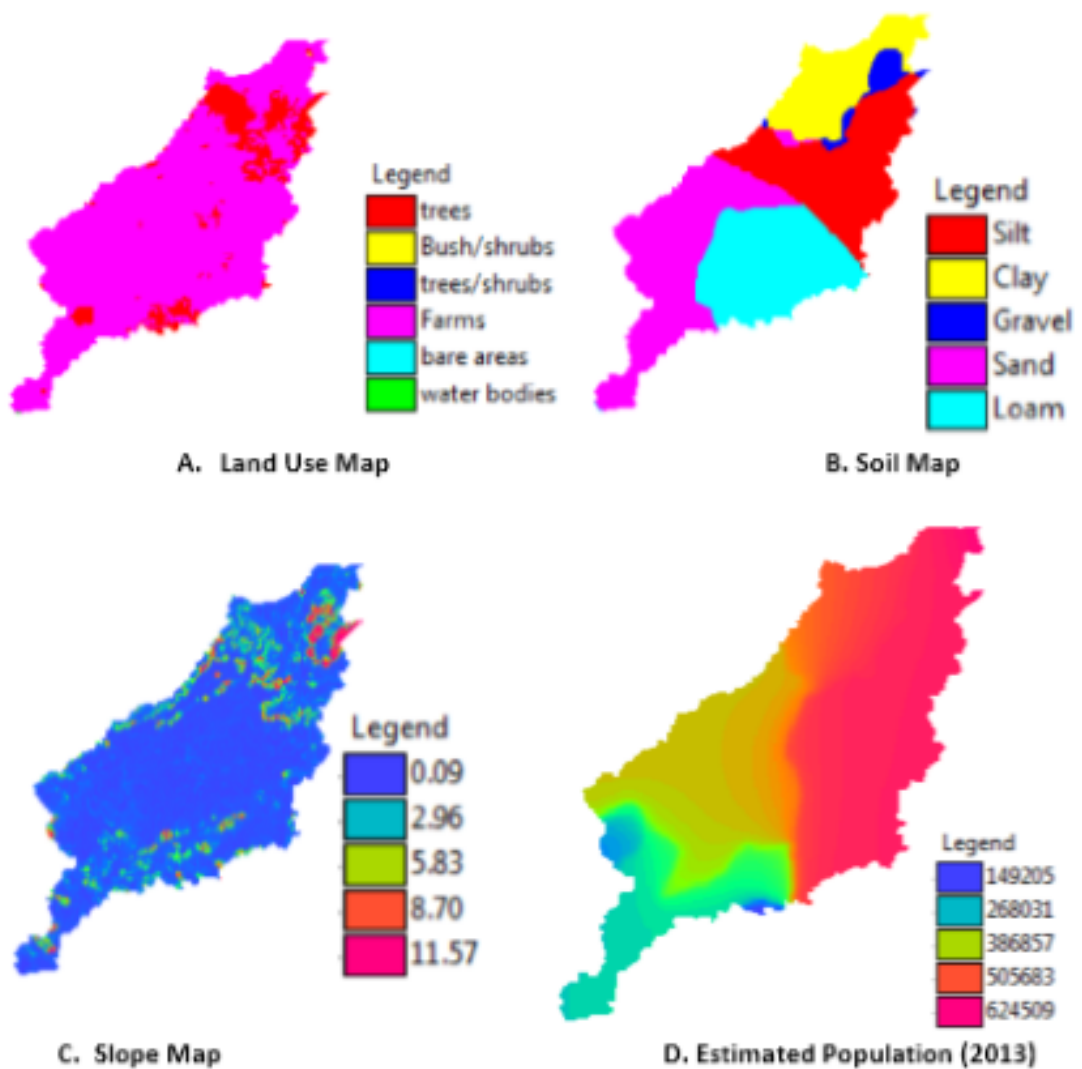 Legend
trees
Bush/shrubs
trees/shrubs
Farms
bare areas
water bodies
A. Land Use Map
Legend
Silt
Clay
Gravel
Sand
Loam
B. Soil Map
Legend
0.09
2.96
5.83
8.70
11.57
C. Slope Map
Legend
149205
268031
386857
505683
624509
D. Estimated Population (2013)